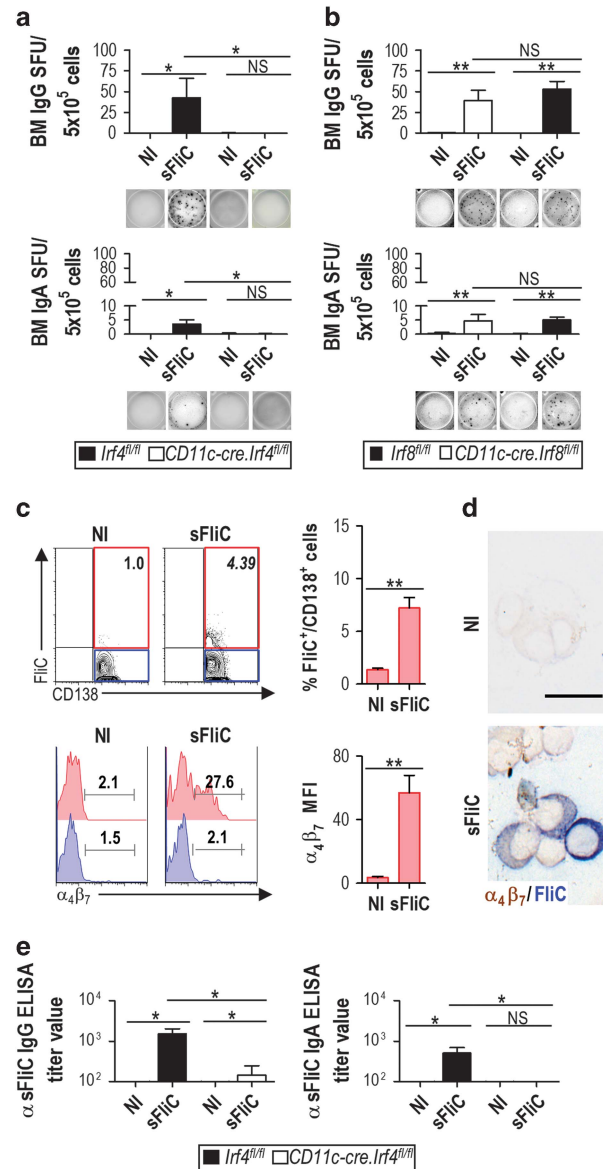 a
b
BM IgG SFU/
5x10⁵ cells
100
75
50
25
0
*
*
NS
NI
sFliC
NI
sFliC
BM IgG SFU/
5x10⁵ cells
100
75
50
25
0
NS
**
**
NI
sFliC
NI
sFliC
BM IgA SFU/
5x10⁵ cells
100
80
60
10
5
0
*
*
NS
NI
sFliC
NI
sFliC
BM IgA SFU/
5x10⁵ cells
100
80
60
10
5
0
NS
**
**
NI
sFliC
NI
sFliC
Irf4fl/fl CD11c-cre.Irf4fl/fl
Irf8fl/fl CD11c-cre.Irf8fl/fl
c
d
NI
sFliC
1.0
4.39
FliC
CD138
% FliC⁺/CD138⁺ cells
15
10
5
0
**
NI sFliC
NI
NI
sFliC
2.1
27.6
1.5
2.1
α₄β₇
α₄β₇ MFI
80
40
0
**
NI sFliC
sFliC
α₄β₇/FliC
e
α sFliC IgG ELISA
titer value
10⁴
10³
10²
*
*
*
NI
sFliC
NI
sFliC
α sFliC IgA ELISA
titer value
10⁴
10³
10²
*
*
NS
NI
sFliC
NI
sFliC
Irf4fl/fl CD11c-cre.Irf4fl/fl